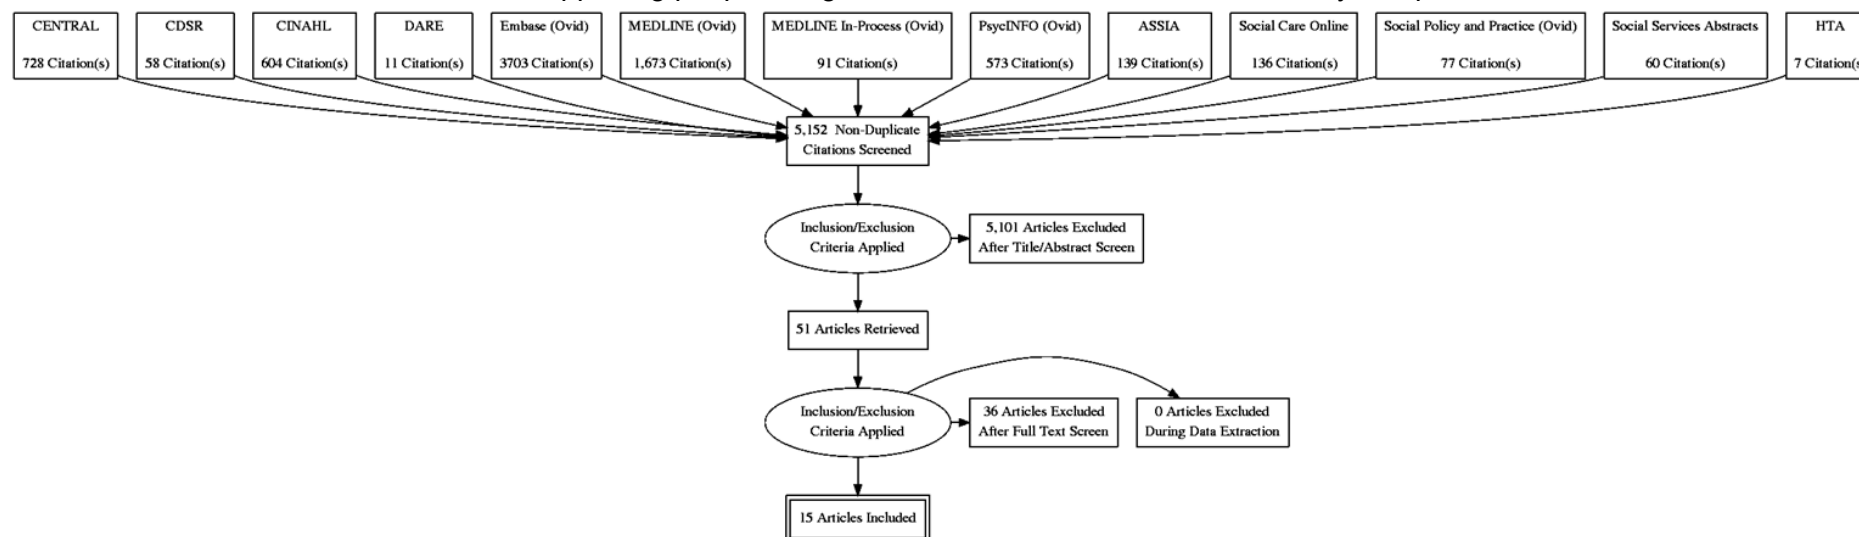 CENTRAL
728 Citation(s)
CDSR
58 Citation(s)
CINAHL
604 Citation(s)
DARE
11 Citation(s)
Embase (Ovid)
3703 Citation(s)
MEDLINE (Ovid)
1,673 Citation(s)
MEDLINE In-Process (Ovid)
91 Citation(s)
PsycINFO (Ovid)
573 Citation(s)
ASSIA
139 Citation(s)
Social Care Online
136 Citation(s)
Social Policy and Practice (Ovid)
77 Citation(s)
Social Services Abstracts
60 Citation(s)
HTA
7 Citation(s
5,152 Non-Duplicate
Citations Screened
Inclusion/Exclusion
Criteria Applied
5,101 Articles Excluded
After Title/Abstract Screen
51 Articles Retrieved
Inclusion/Exclusion
Criteria Applied
36 Articles Excluded
After Full Text Screen
0 Articles Excluded
During Data Extraction
15 Articles Included